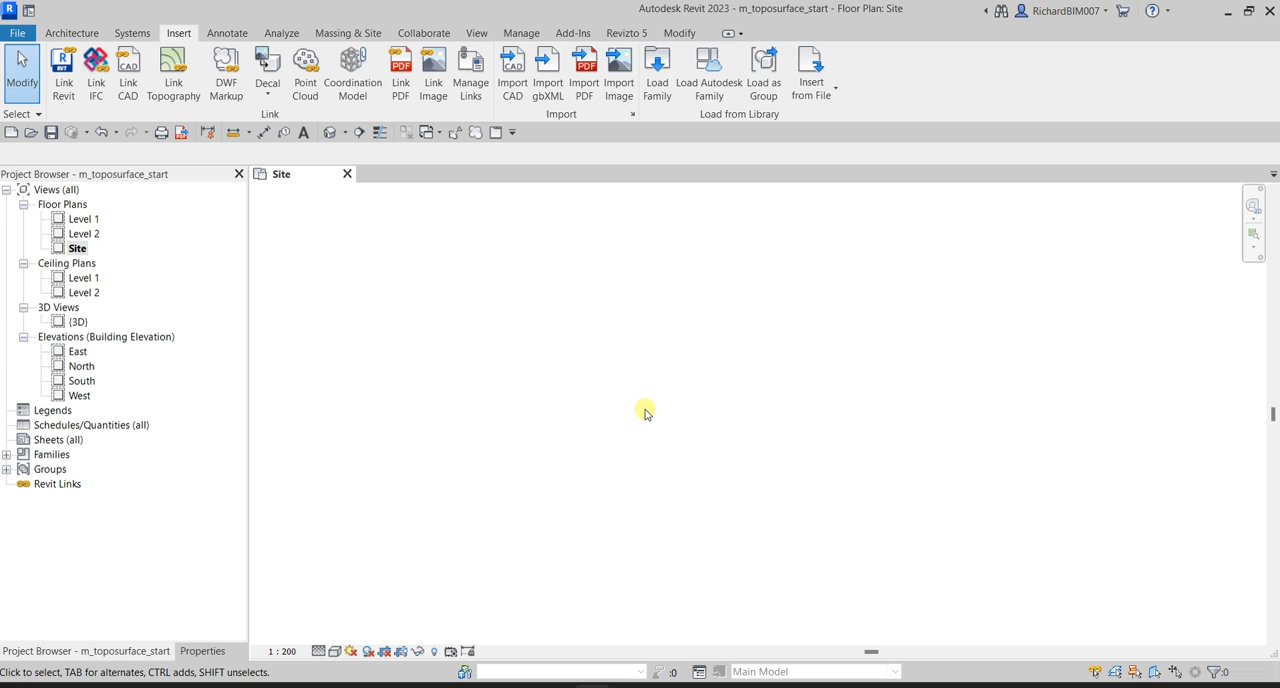 Autodesk Revit 2023 - m_toposurface_start - Floor Plan: Site
RichardBIM007
File Architecture Systems Insert Annotate Analyze Massing & Site Collaborate View Manage Add-Ins Revizto 5 Modify
Modify
Link Revit
Link IFC
Link CAD
Link Topography
DWF Markup
Decal
Point Cloud
Coordination Model
Link PDF
Link Image
Manage Links
Import CAD
Import gbXML
Import PDF
Import Image
Load Family
Load Autodesk Family
Load as Group
Insert from File
Select
Link
Import
Load from Library
Project Browser - m_toposurface_start
Site
Views (all)
Floor Plans
Level 1
Level 2
Site
Ceiling Plans
Level 1
Level 2
3D Views
{3D}
Elevations (Building Elevation)
East
North
South
West
Legends
Schedules/Quantities (all)
Sheets (all)
Families
Groups
Revit Links
Project Browser - m_toposurface_start Properties
1 : 200
Click to select, TAB for alternates, CTRL adds, SHIFT unselects.
:0
Main Model
:0